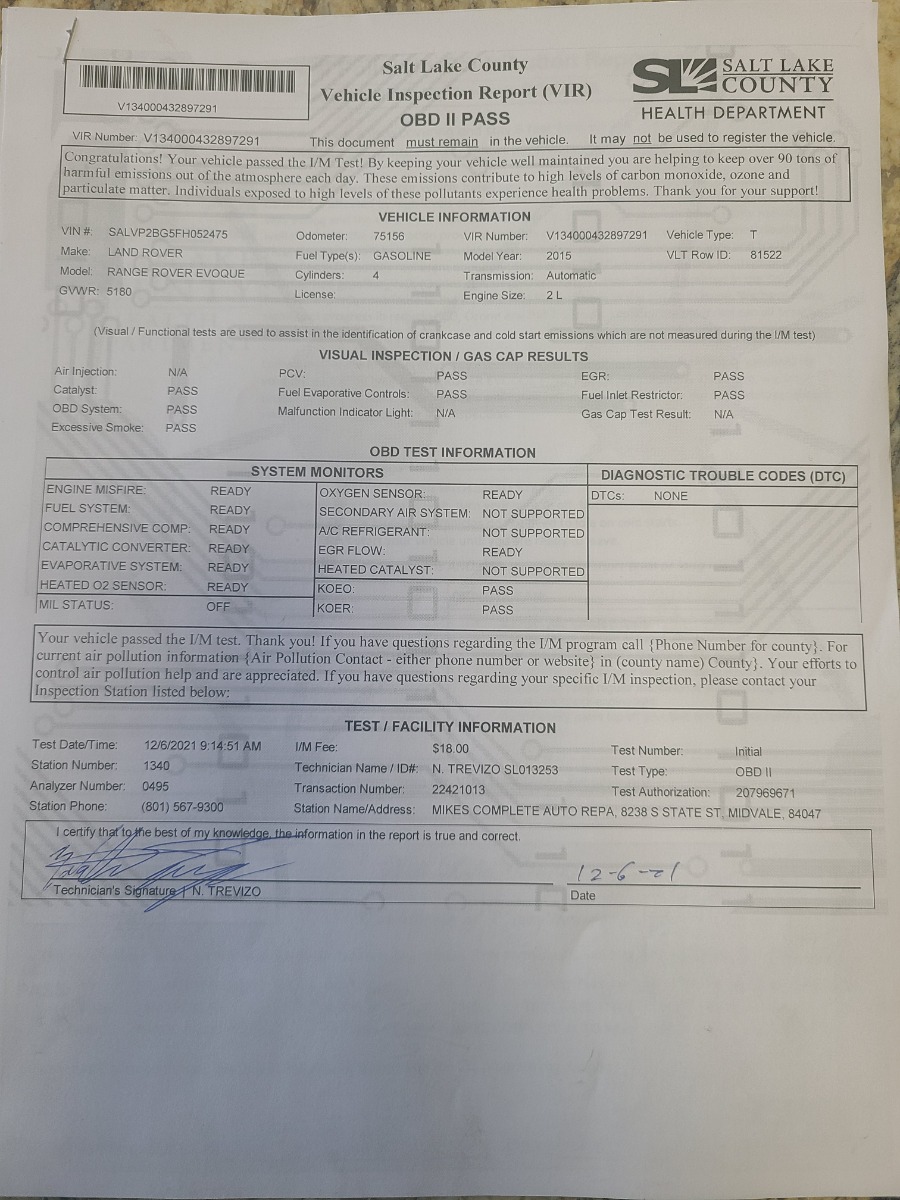 Salt Lake County
Vehicle Inspection Report (VIR)
OBD II PASS
V134000432897291
SL SALT LAKE
COUNTY
HEALTH DEPARTMENT
VIR Number: V134000432897291 This document must remain in the vehicle. It may not be used to register the vehicle.
Congratulations! Your vehicle passed the I/M Test! By keeping your vehicle well maintained you are helping to keep over 90 tons of
harmful emissions out of the atmosphere each day. These emissions contribute to high levels of carbon monoxide, ozone and
particulate matter. Individuals exposed to high levels of these pollutants experience health problems. Thank you for your support!
VEHICLE INFORMATION
VIN #: SALVP2BG5FH052475 Odometer: 75156 VIR Number: V134000432897291 Vehicle Type: T
Make: LAND ROVER Fuel Type(s): GASOLINE Model Year: 2015 VLT Row ID: 81522
Model: RANGE ROVER EVOQUE Cylinders: 4 Transmission: Automatic
GVWR: 5180 License: Engine Size: 2 L
(Visual / Functional tests are used to assist in the identification of crankcase and cold start emissions which are not measured during the I/M test)
VISUAL INSPECTION / GAS CAP RESULTS
Air Injection: N/A PCV: PASS EGR: PASS
Catalyst: PASS Fuel Evaporative Controls: PASS Fuel Inlet Restrictor: PASS
OBD System: PASS Malfunction Indicator Light: N/A Gas Cap Test Result: N/A
Excessive Smoke: PASS
OBD TEST INFORMATION
SYSTEM MONITORS DIAGNOSTIC TROUBLE CODES (DTC)
ENGINE MISFIRE: READY OXYGEN SENSOR: READY DTCs: NONE
FUEL SYSTEM: READY SECONDARY AIR SYSTEM: NOT SUPPORTED
COMPREHENSIVE COMP: READY A/C REFRIGERANT: NOT SUPPORTED
CATALYTIC CONVERTER: READY EGR FLOW: READY
EVAPORATIVE SYSTEM: READY HEATED CATALYST: NOT SUPPORTED
HEATED O2 SENSOR: READY KOEO: PASS
MIL STATUS: OFF KOER: PASS
Your vehicle passed the I/M test. Thank you! If you have questions regarding the I/M program call {Phone Number for county}. For
current air pollution information {Air Pollution Contact - either phone number or website} in (county name) County}. Your efforts to
control air pollution help and are appreciated. If you have questions regarding your specific I/M inspection, please contact your
Inspection Station listed below:
TEST / FACILITY INFORMATION
Test Date/Time: 12/6/2021 9:14:51 AM I/M Fee: $18.00 Test Number: Initial
Station Number: 1340 Technician Name / ID#: N. TREVIZO SL013253 Test Type: OBD II
Analyzer Number: 0495 Transaction Number: 22421013 Test Authorization: 207969671
Station Phone: (801) 567-9300 Station Name/Address: MIKES COMPLETE AUTO REPA, 8238 S STATE ST, MIDVALE, 84047
I certify that to the best of my knowledge, the information in the report is true and correct.
12-6-21
Technician's Signature N. TREVIZO Date